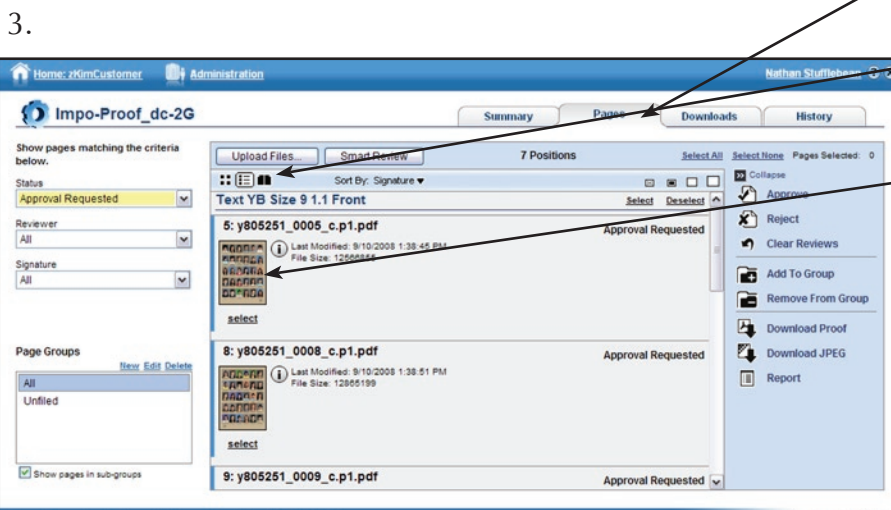 3.
Home: zKimCustomer Administration Nathan Stufflebean
Impo-Proof_dc-2G
Summary Pages Downloads History
Show pages matching the criteria below.
Status
Approval Requested
Reviewer
All
Signature
All
Page Groups
New Edit Delete
All
Unfiled
Show pages in sub-groups
Upload Files... Smart Review 7 Positions Select All Select None Pages Selected: 0
Sort By: Signature
Text YB Size 9 1.1 Front Select Deselect
5: y805251_0005_c.p1.pdf Approval Requested
Last Modified: 9/10/2008 1:38:45 PM
File Size: 12566855
select
8: y805251_0008_c.p1.pdf Approval Requested
Last Modified: 9/10/2008 1:38:51 PM
File Size: 12865199
select
9: y805251_0009_c.p1.pdf Approval Requested
Collapse
Approve
Reject
Clear Reviews
Add To Group
Remove From Group
Download Proof
Download JPEG
Report